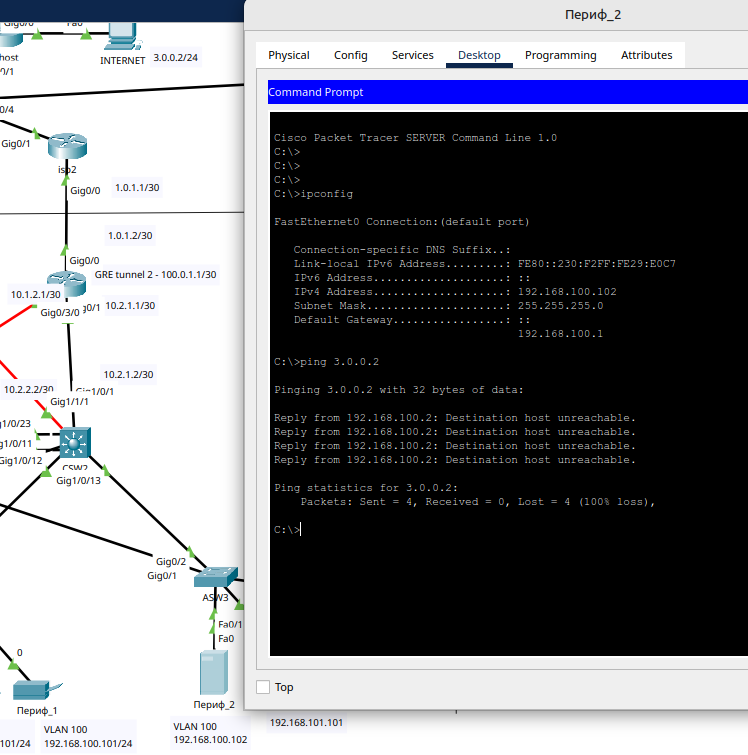 Периф_2
Physical
Config
Services
Desktop
Programming
Attributes
Command Prompt
Cisco Packet Tracer SERVER Command Line 1.0
C:\>
C:\>
C:\>
C:\>ipconfig
FastEthernet0 Connection:(default port)
Connection-specific DNS Suffix..:
Link-local IPv6 Address.........: FE80::230:F2FF:FE29:E0C7
IPv6 Address....................: ::
IPv4 Address....................: 192.168.100.102
Subnet Mask.....................: 255.255.255.0
Default Gateway.................: ::
192.168.100.1
C:\>ping 3.0.0.2
Pinging 3.0.0.2 with 32 bytes of data:
Reply from 192.168.100.2: Destination host unreachable.
Reply from 192.168.100.2: Destination host unreachable.
Reply from 192.168.100.2: Destination host unreachable.
Reply from 192.168.100.2: Destination host unreachable.
Ping statistics for 3.0.0.2:
Packets: Sent = 4, Received = 0, Lost = 4 (100% loss),
C:\>
Top
Gig0/0
Fa0
host
0/1
INTERNET
3.0.0.2/24
0/4
Gig0/1
isp2
Gig0/0
1.0.1.1/30
1.0.1.2/30
Gig0/0
GRE tunnel 2 - 100.0.1.1/30
10.1.2.1/30
g0/1
10.2.1.1/30
Gig0/3/0
10.2.1.2/30
10.2.2.2/30
Gig1/0/1
Gig1/1/1
g1/0/23
g1/0/11
Gig1/0/12
CSW2
Gig1/0/13
Gig0/2
Gig0/1
ASW3
Fa0/1
Fa0
0
Периф_1
Периф_2
101/24
VLAN 100
192.168.100.101/24
VLAN 100
192.168.100.102
192.168.101.101